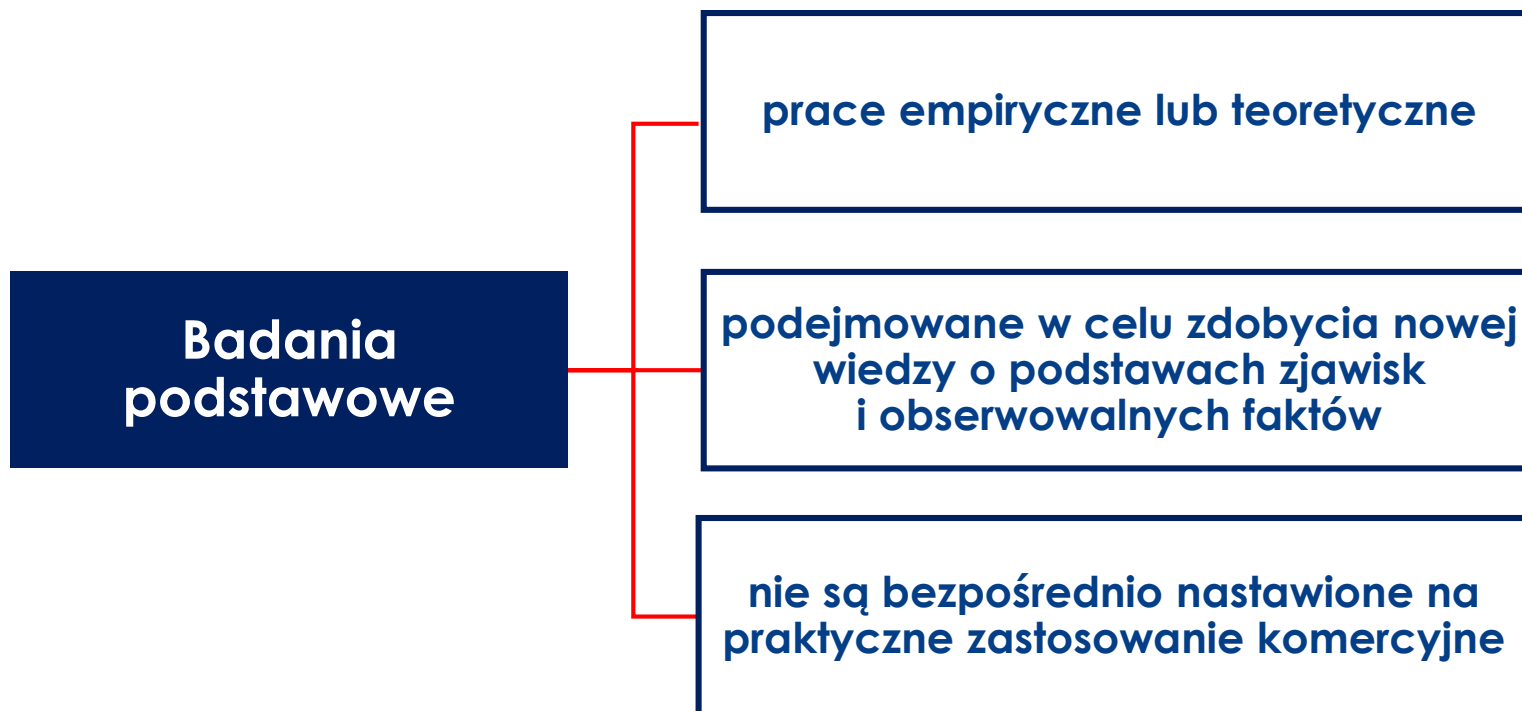 Badania
podstawowe
prace empiryczne lub teoretyczne
podejmowane w celu zdobycia nowej
wiedzy o podstawach zjawisk
i obserwowalnych faktów
nie są bezpośrednio nastawione na
praktyczne zastosowanie komercyjne